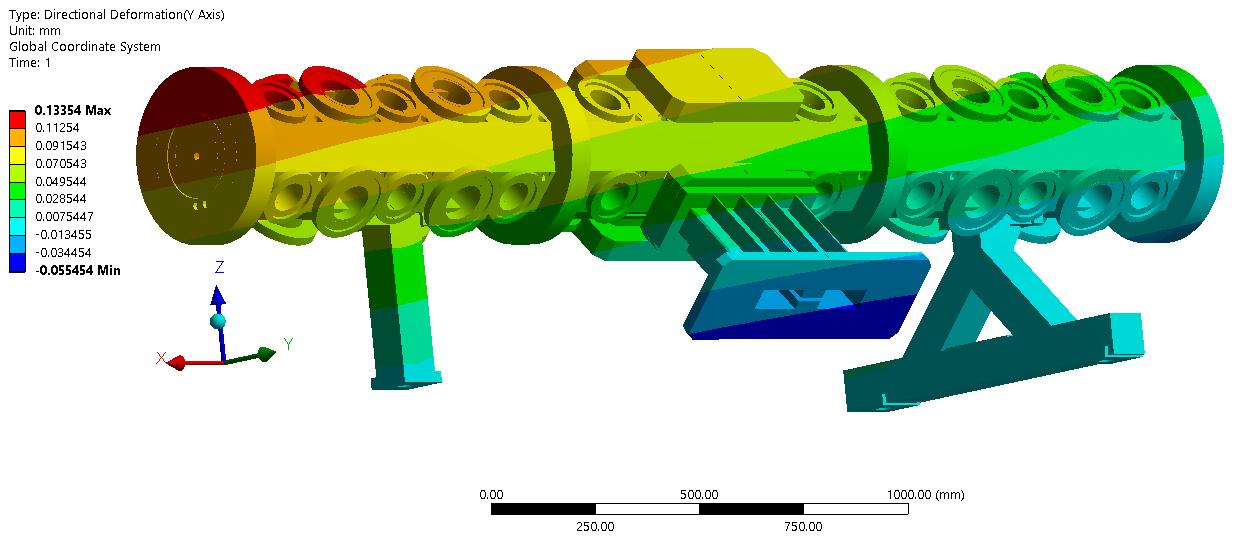 Type: Directional Deformation(Y Axis)
Unit: mm
Global Coordinate System
Time: 1
0.13354 Max
0.11254
0.091543
0.070543
0.049544
0.028544
0.0075447
-0.013455
-0.034454
-0.055454 Min
Z
X
Y
0.00 500.00 1000.00 (mm)
250.00 750.00